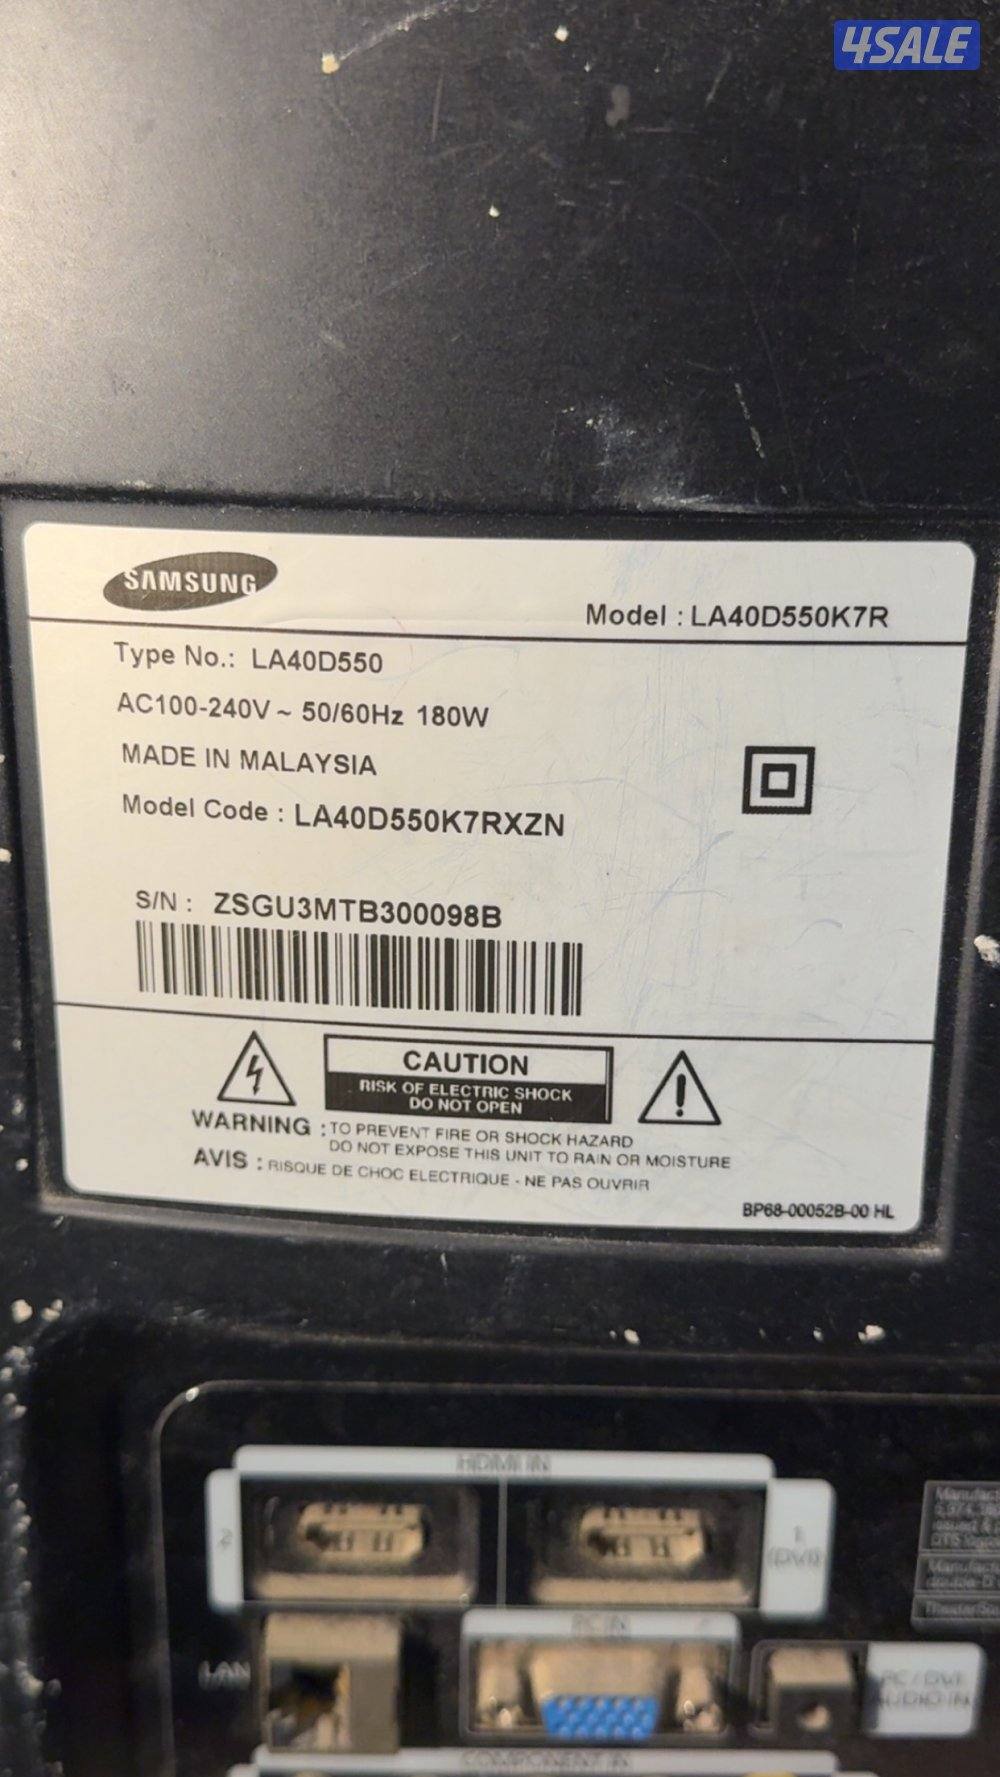 4SALE
SAMSUNG
Model : LA40D550K7R
Type No.: LA40D550
AC100-240V ~ 50/60Hz 180W
MADE IN MALAYSIA
Model Code : LA40D550K7RXZN
S/N : ZSGU3MTB300098B
CAUTION
RISK OF ELECTRIC SHOCK
DO NOT OPEN
WARNING : TO PREVENT FIRE OR SHOCK HAZARD
DO NOT EXPOSE THIS UNIT TO RAIN OR MOISTURE
AVIS : RISQUE DE CHOC ELECTRIQUE - NE PAS OUVRIR
BP68-00052B-00 HL
HDMI IN
2
1
(DVI)
PC IN
LAN
PC / DVI
AUDIO IN
COMPONENT IN